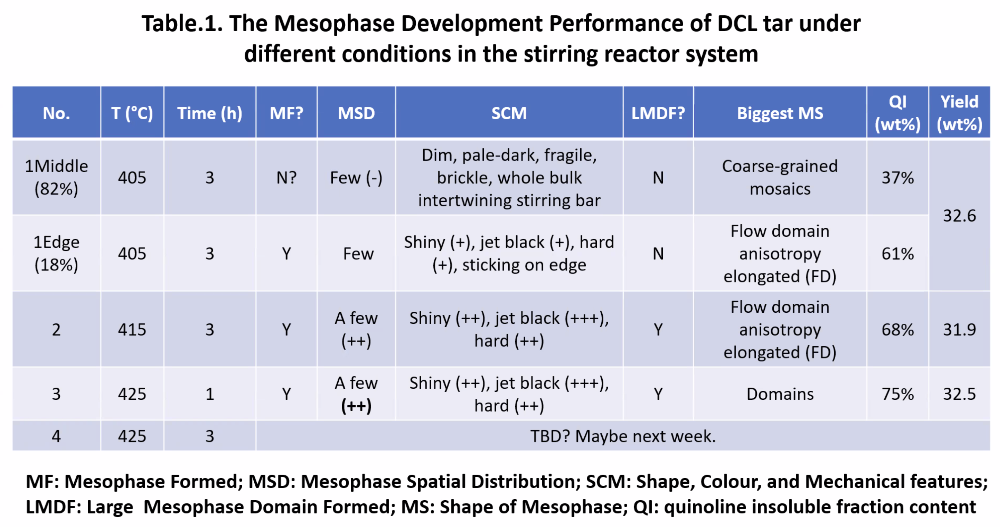 Table.1. The Mesophase Development Performance of DCL tar under
different conditions in the stirring reactor system
No.
T (°C)
Time (h)
MF?
MSD
SCM
LMDF?
Biggest MS
QI
(wt%)
Yield
(wt%)
1Middle
(82%)
405
3
N?
Few (-)
Dim, pale-dark, fragile,
brickle, whole bulk
intertwining stirring bar
N
Coarse-grained
mosaics
37%
32.6
1Edge
(18%)
405
3
Y
Few
Shiny (+), jet black (+), hard
(+), sticking on edge
N
Flow domain
anisotropy
elongated (FD)
61%
2
415
3
Y
A few
(++)
Shiny (++), jet black (+++),
hard (++)
Y
Flow domain
anisotropy
elongated (FD)
68%
31.9
3
425
1
Y
A few
(++)
Shiny (++), jet black (+++),
hard (++)
Y
Domains
75%
32.5
4
425
3
TBD? Maybe next week.
MF: Mesophase Formed; MSD: Mesophase Spatial Distribution; SCM: Shape, Colour, and Mechanical features;
LMDF: Large  Mesophase Domain Formed; MS: Shape of Mesophase; QI: quinoline insoluble fraction content